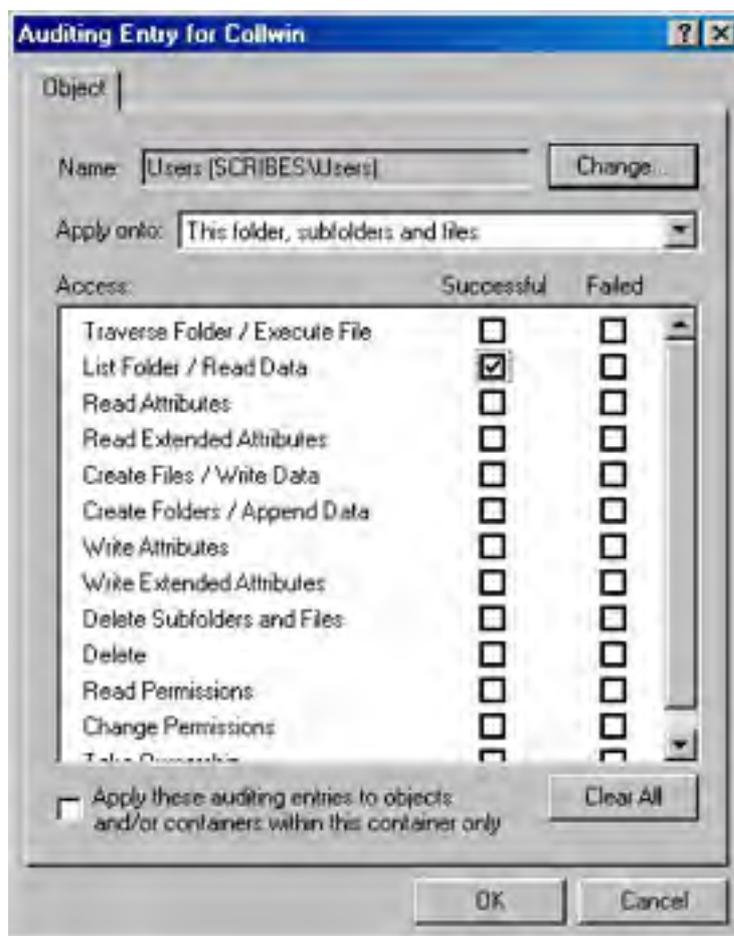 Auditing Entry for Collwin
Object
Name: Users (SCRIBES\Users)
Change...
Apply onto: This folder, subfolders and files
Access: Successful Failed
Traverse Folder / Execute File
List Folder / Read Data
Read Attributes
Read Extended Attributes
Create Files / Write Data
Create Folders / Append Data
Write Attributes
Write Extended Attributes
Delete Subfolders and Files
Delete
Read Permissions
Change Permissions
Take Ownership
Apply these auditing entries to objects
and/or containers within this container only
Clear All
OK
Cancel